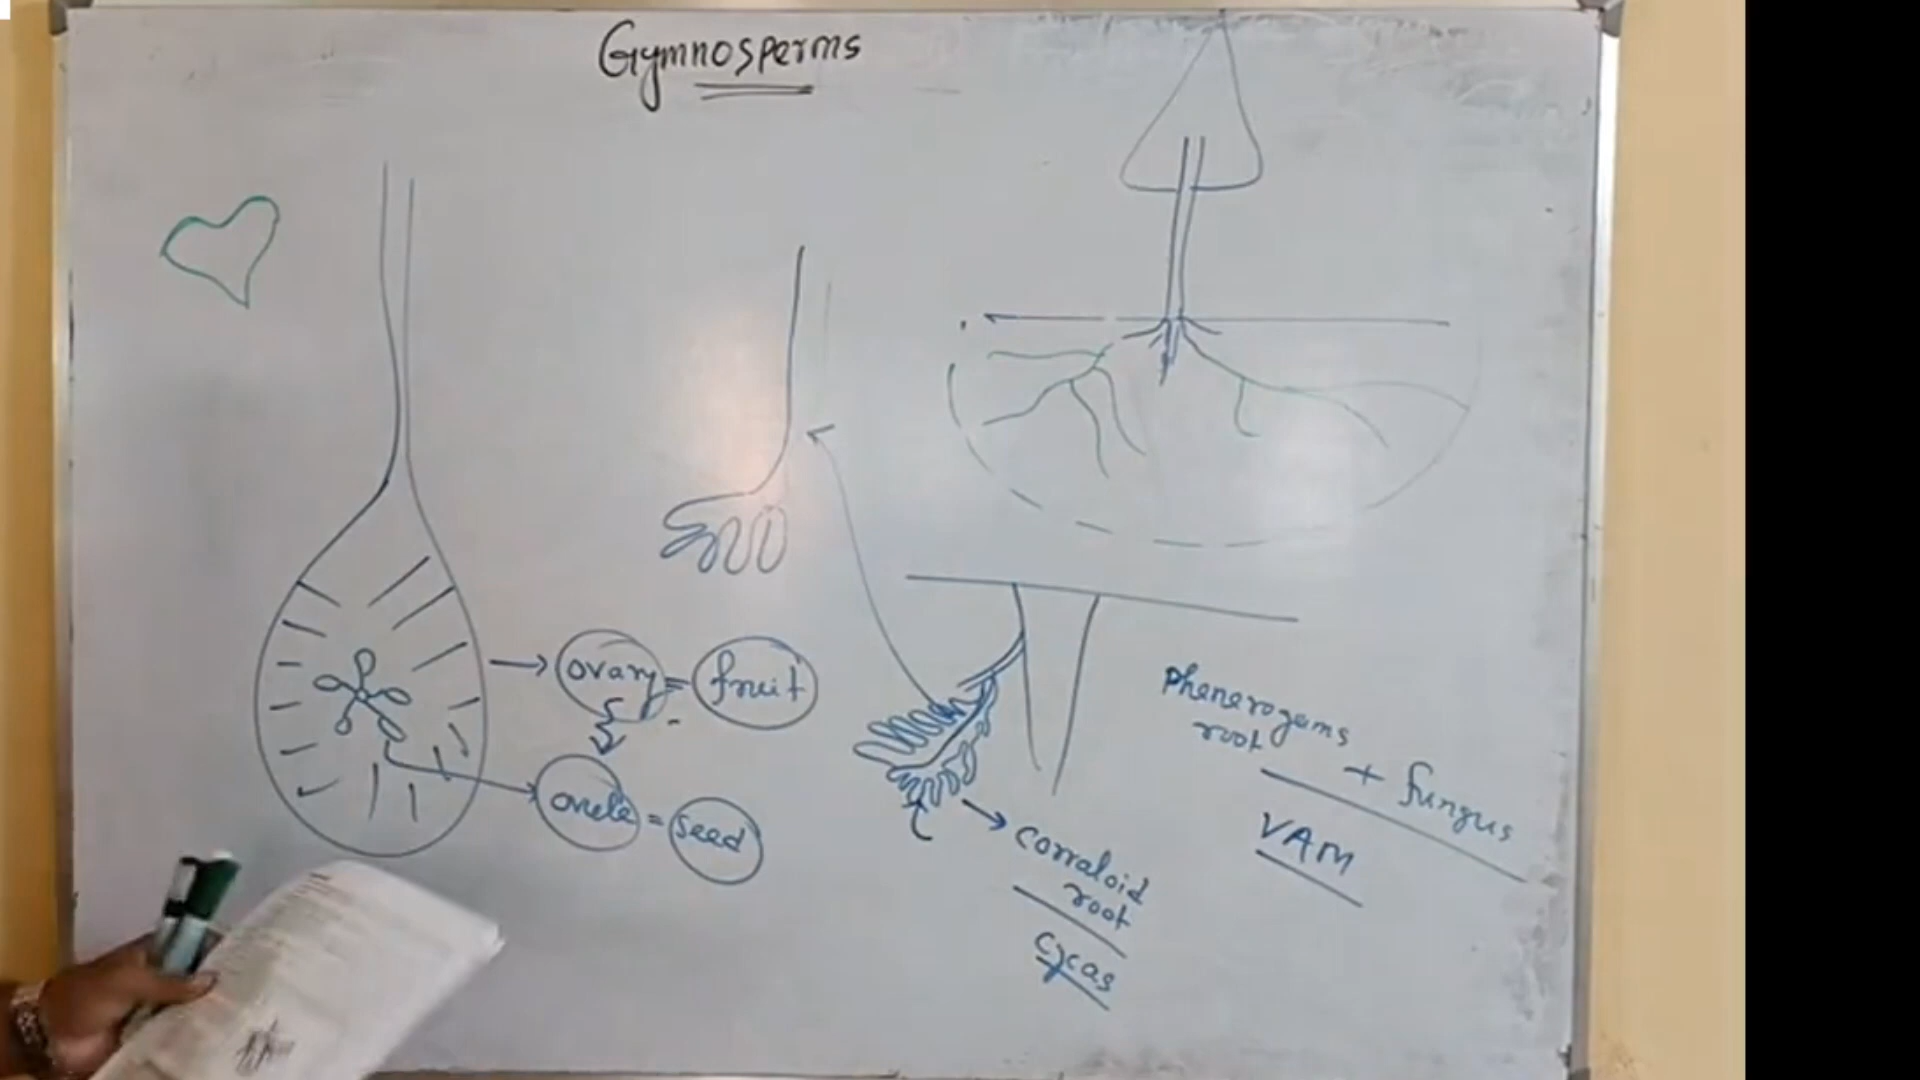 Gymnosperms
ovary = fruit
ovule = seed
corraloid
root
cycas
phenerogams
root + fungus
VAM